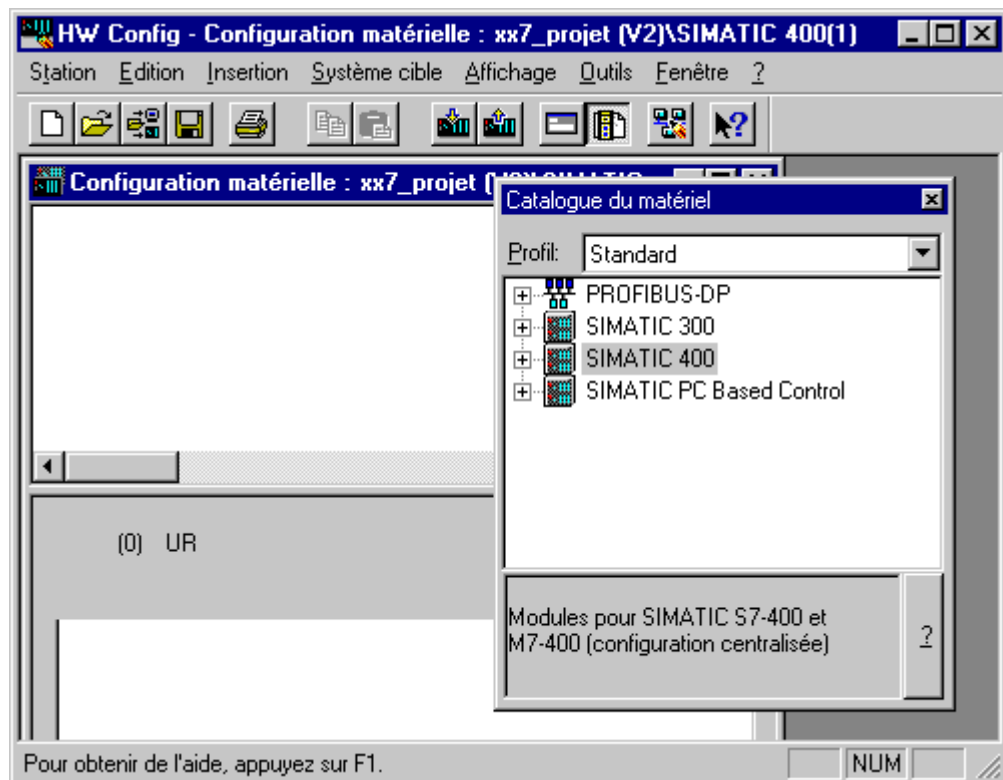 HW Config - Configuration matérielle : xx7_projet (V2)\SIMATIC 400(1)
Station Edition Insertion Système cible Affichage Outils Fenêtre ?
Configuration matérielle : xx7_projet
Catalogue du matériel
Profil: Standard
PROFIBUS-DP
SIMATIC 300
SIMATIC 400
SIMATIC PC Based Control
(0) UR
Modules pour SIMATIC S7-400 et
M7-400 (configuration centralisée)
?
Pour obtenir de l'aide, appuyez sur F1.
NUM